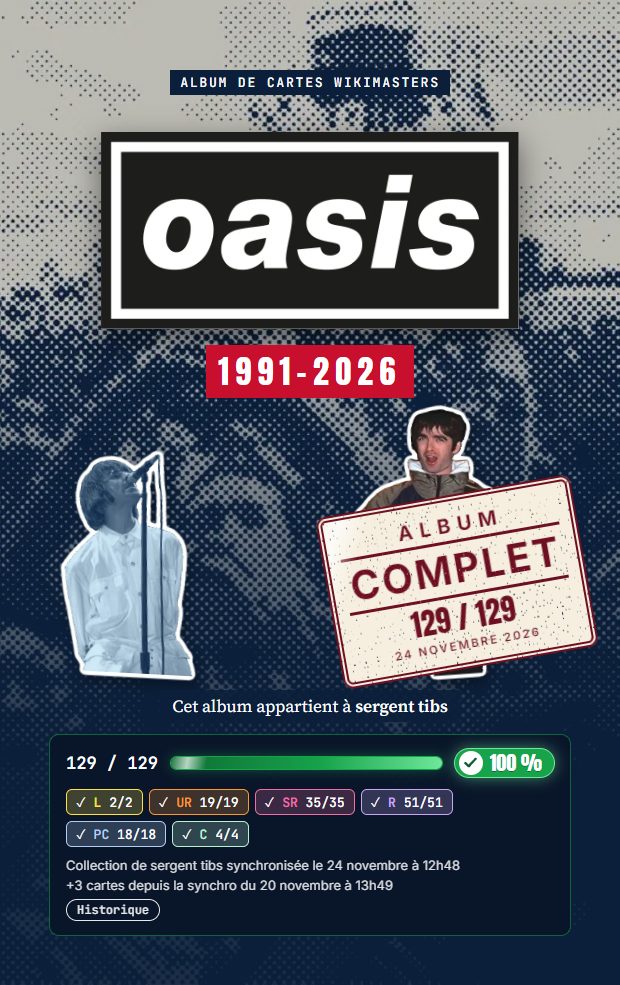 ALBUM DE CARTES WIKIMASTERS
oasis
1991-2026
ALBUM
COMPLET
129 / 129
24 NOVEMBRE 2026
Cet album appartient à sergent tibs
129 / 129 100 %
✓ L 2/2 ✓ UR 19/19 ✓ SR 35/35 ✓ R 51/51
✓ PC 18/18 ✓ C 4/4
Collection de sergent tibs synchronisée le 24 novembre à 12h48
+3 cartes depuis la synchro du 20 novembre à 13h49
Historique